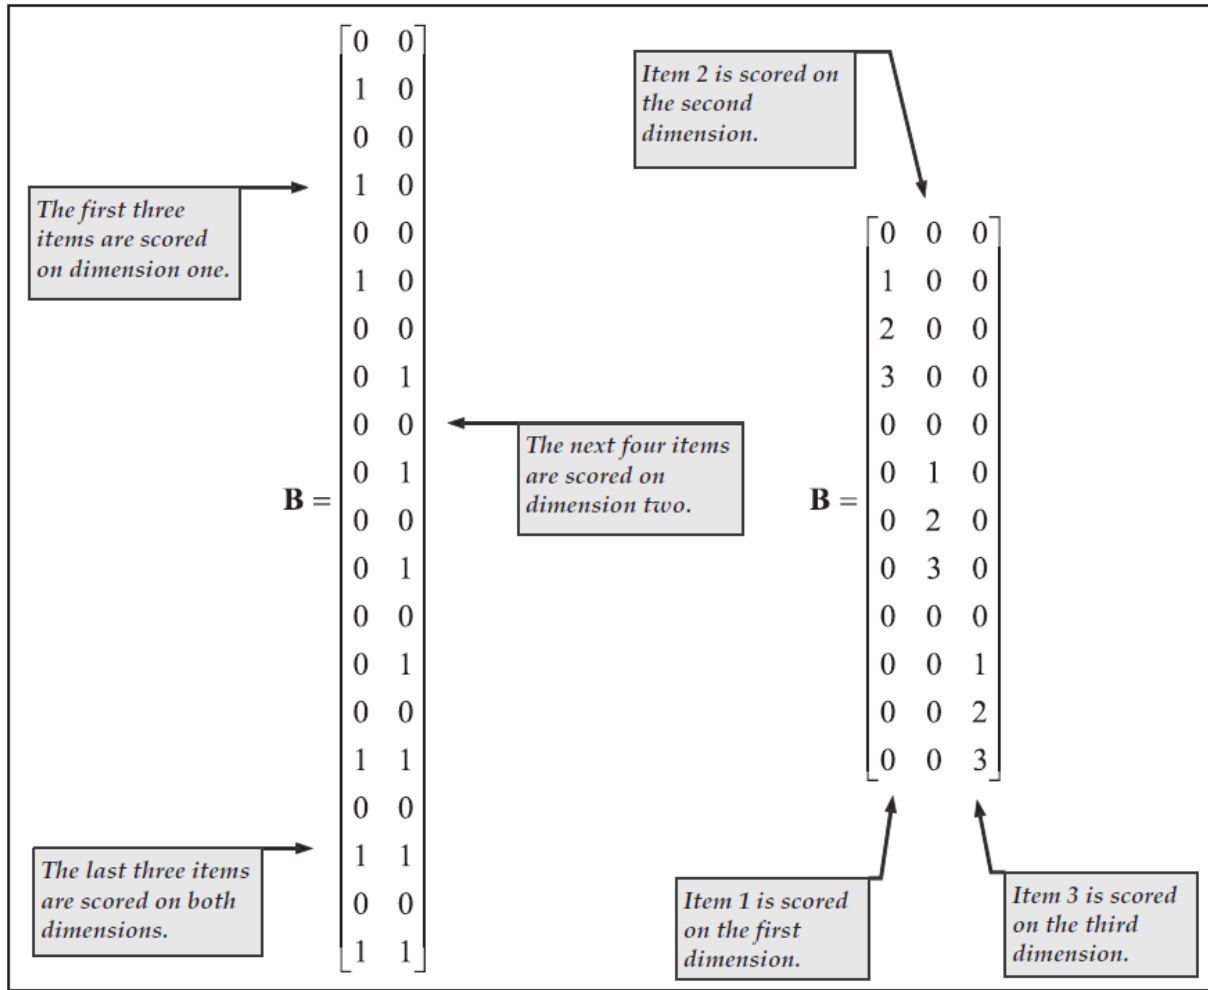 0 0
1 0
0 0
1 0
0 0
1 0
0 0
0 1
0 0
0 1
0 0
0 1
0 0
0 1
0 0
1 1
0 0
1 1
0 0
1 1
B =
The first three
items are scored
on dimension one.
The next four items
are scored on
dimension two.
The last three items
are scored on both
dimensions.
Item 2 is scored on
the second
dimension.
B =
0 0 0
1 0 0
2 0 0
3 0 0
0 0 0
0 1 0
0 2 0
0 3 0
0 0 0
0 0 1
0 0 2
0 0 3
Item 1 is scored
on the first
dimension.
Item 3 is scored
on the third
dimension.